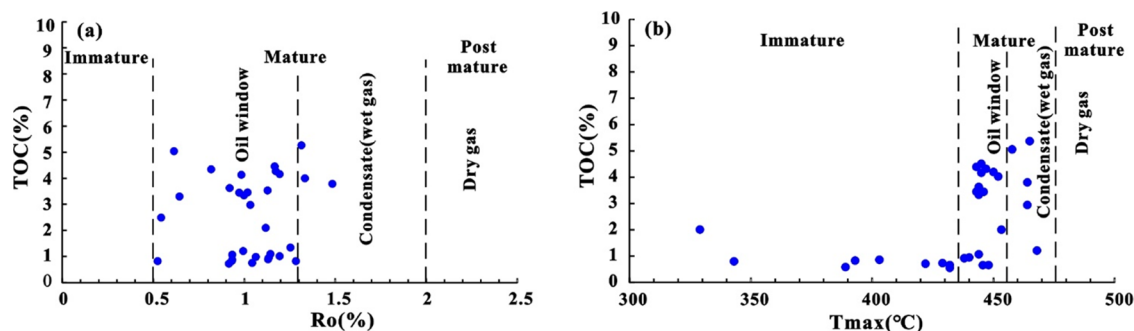 (a)
Immature
Mature
Post
mature
Oil window
Condensate(wet gas)
Dry gas
TOC(%)
10
9
8
7
6
5
4
3
2
1
0
0
0.5
1
1.5
2
2.5
Ro(%)
(b)
Immature
Mature
Post
mature
Oil window
Condensate(wet gas)
Dry gas
TOC(%)
10
9
8
7
6
5
4
3
2
1
0
300
350
400
450
500
Tmax(℃)